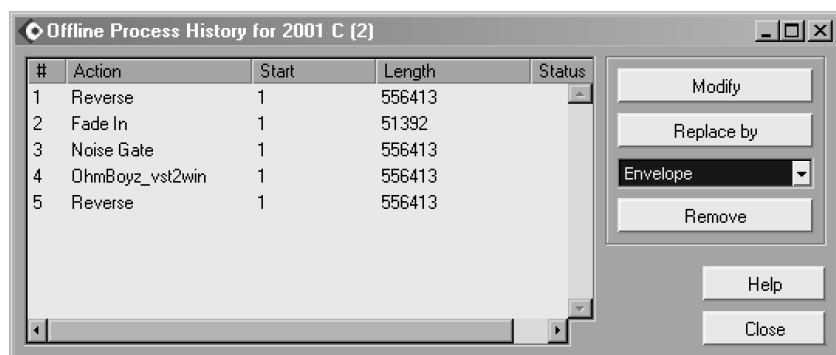 Offline Process History for 2001 C (2)
# Action Start Length Status
1 Reverse 1 556413
2 Fade In 1 51392
3 Noise Gate 1 556413
4 OhmBoyz_vst2win 1 556413
5 Reverse 1 556413
Modify
Replace by
Envelope
Remove
Help
Close